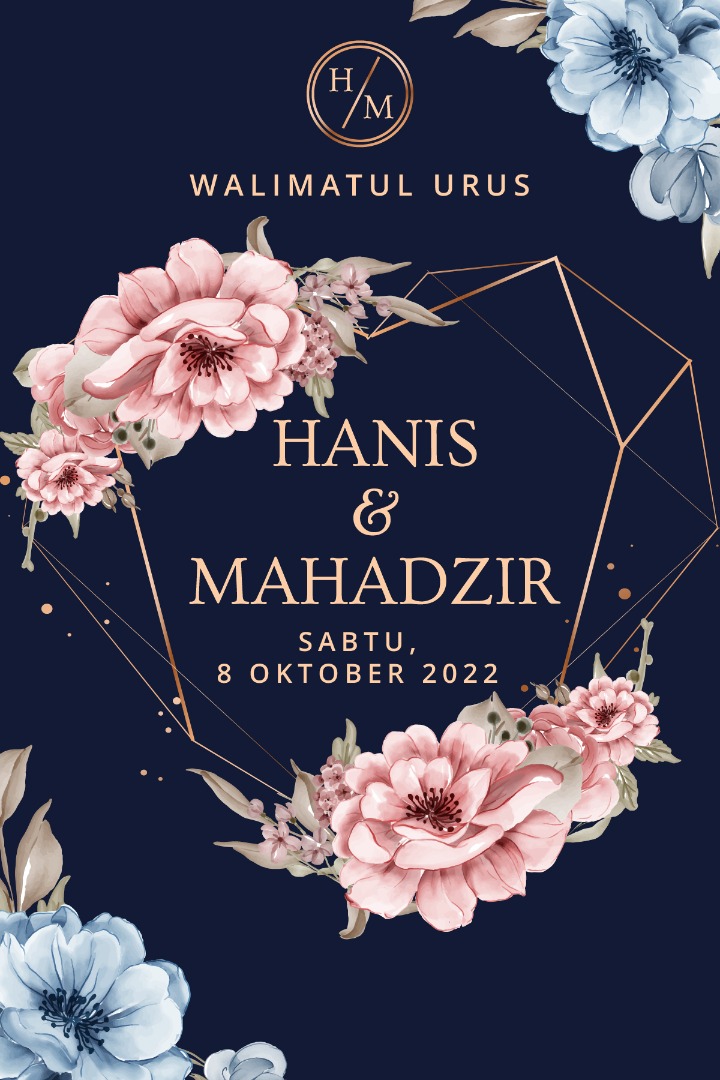 H
M
WALIMATUL URUS
HANIS
&
MAHADZIR
SABTU,
8 OKTOBER 2022